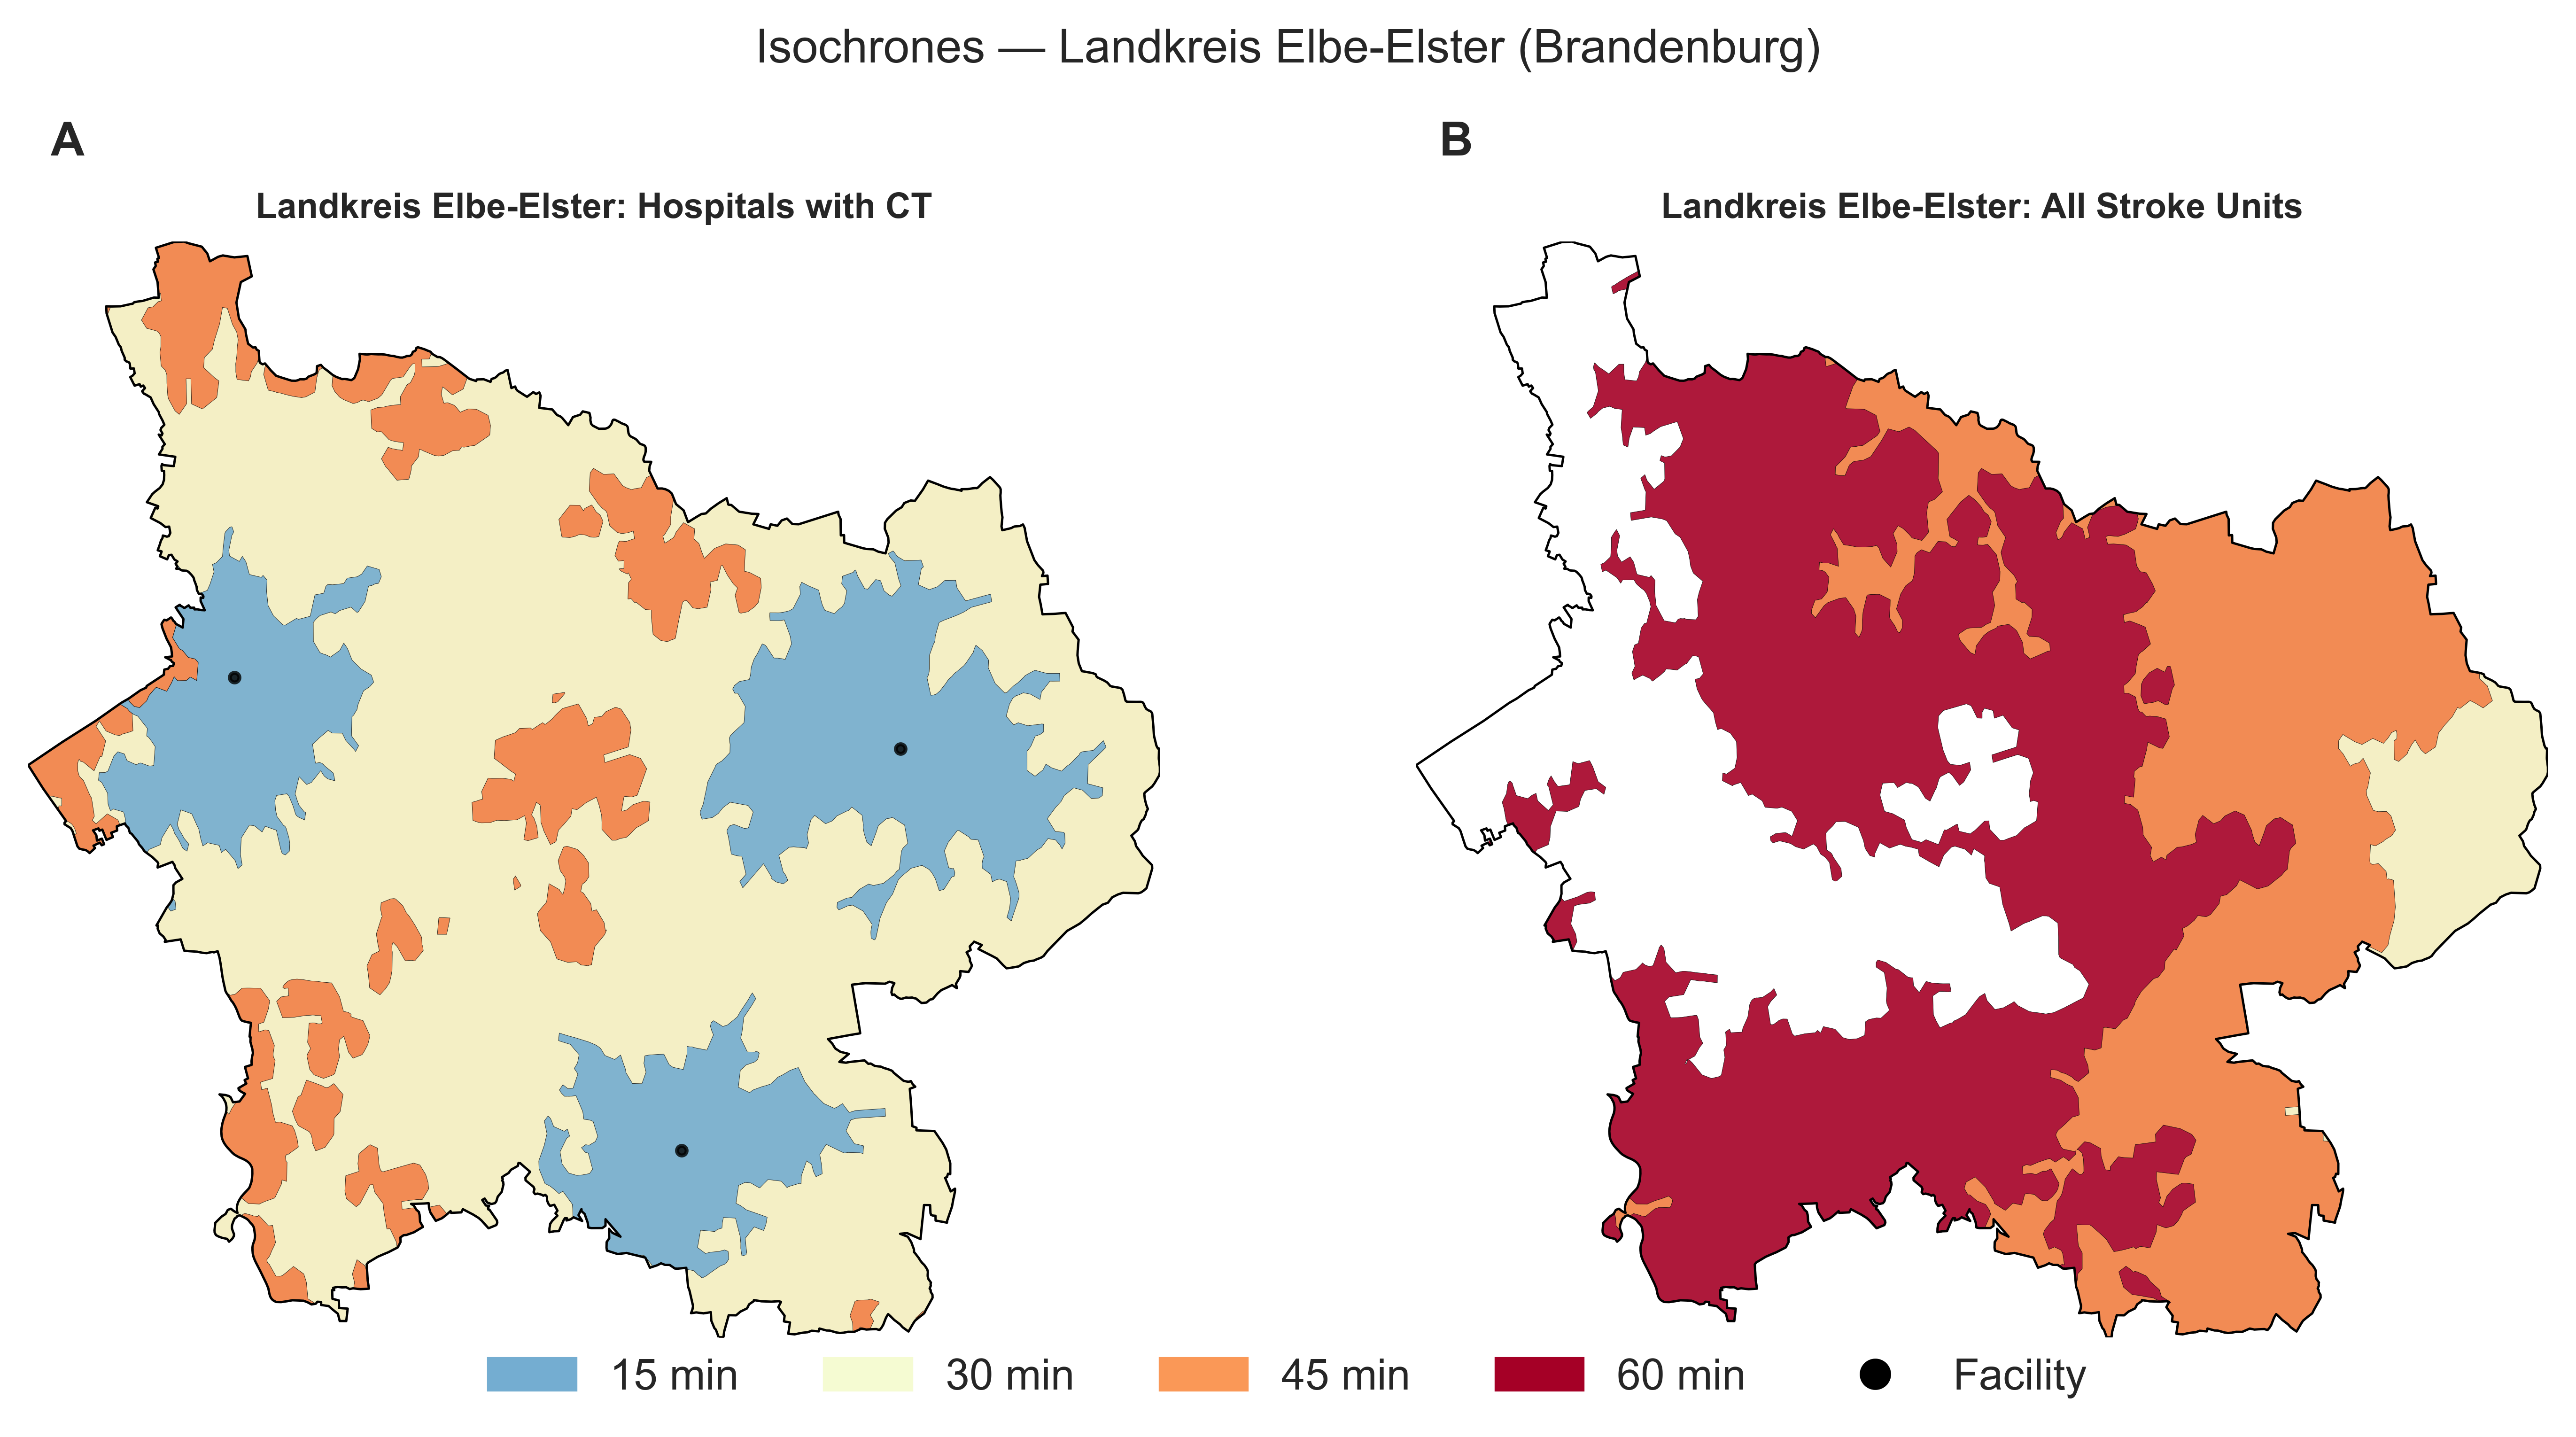 Isochrones — Landkreis Elbe-Elster (Brandenburg)
A
B
Landkreis Elbe-Elster: Hospitals with CT
Landkreis Elbe-Elster: All Stroke Units
15 min
30 min
45 min
60 min
Facility